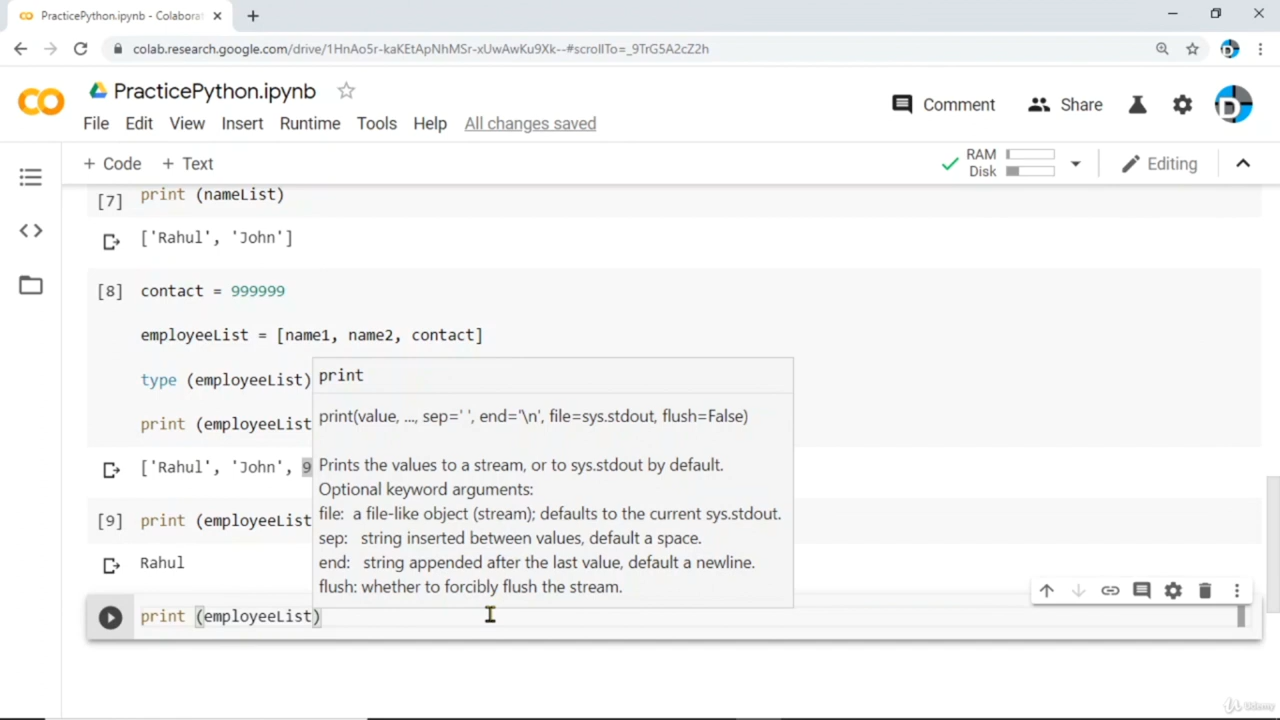 PracticePython.ipynb - Colaborat
colab.research.google.com/drive/1HnAo5r-kaKEtApNhMSr-xUwAwKu9Xk--#scrollTo=_9TrG5A2cZ2h
PracticePython.ipynb
Comment
Share
D
File Edit View Insert Runtime Tools Help All changes saved
+ Code + Text
RAM
Disk
Editing
[7] print (nameList)
['Rahul', 'John']
[8] contact = 999999
employeeList = [name1, name2, contact]
type (employeeList)
print (employeeList
['Rahul', 'John', 9
[9] print (employeeList
Rahul
print
print(value, ..., sep=' ', end='\n', file=sys.stdout, flush=False)
Prints the values to a stream, or to sys.stdout by default.
Optional keyword arguments:
file: a file-like object (stream); defaults to the current sys.stdout.
sep: string inserted between values, default a space.
end: string appended after the last value, default a newline.
flush: whether to forcibly flush the stream.
print (employeeList)
Udemy